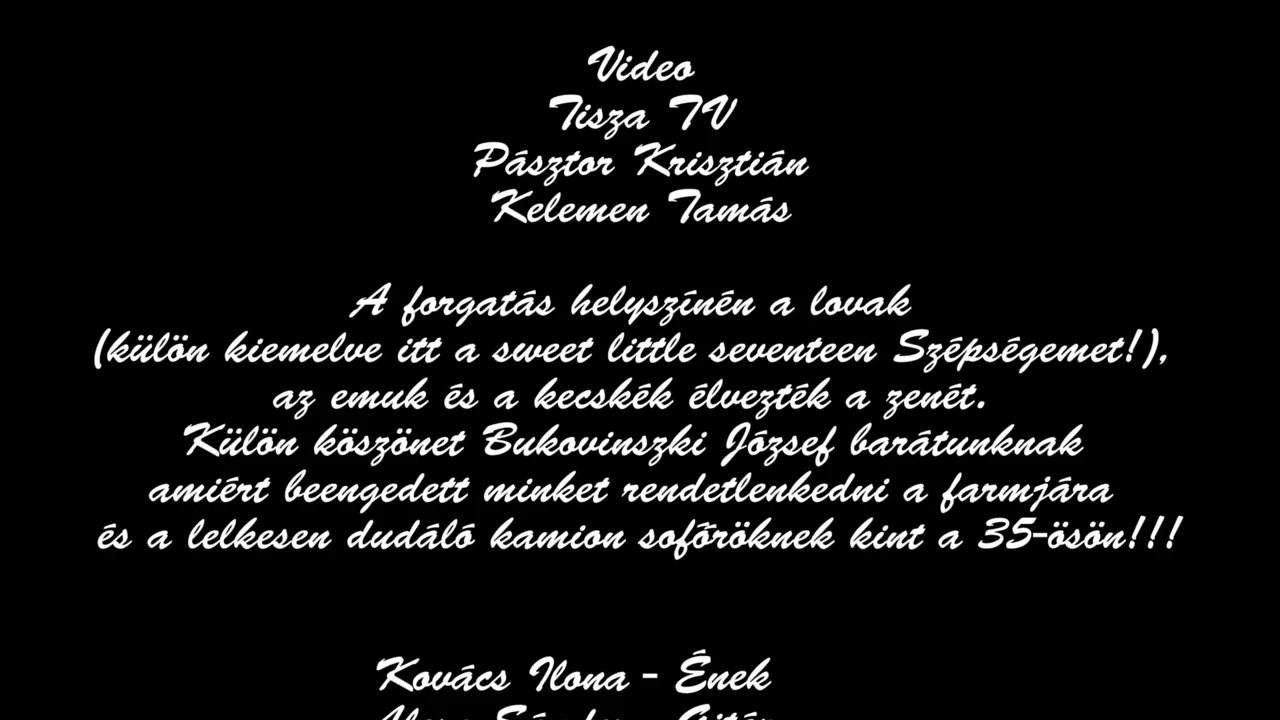 Video
Tisza TV
Pásztor Krisztián
Kelemen Tamás
A forgatás helyszínén a lovak
(külön kiemelve itt a sweet little seventeen Szépségemet!),
az emuk és a kecskék élvezték a zenét.
Külön köszönet Bukovinszki József barátunknak
amiért beengedett minket rendetlenkedni a farmjára
és a lelkesen dudáló kamion sofőröknek kint a 35-ösön!!!
Kovács Ilona - Ének